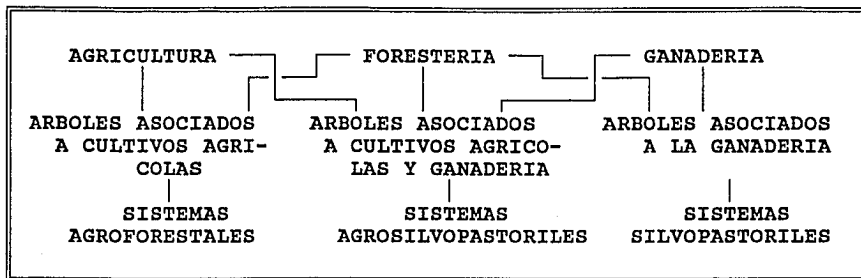 AGRICULTURA FORESTERIA GANADERIA
ARBOLES ASOCIADOS ARBOLES ASOCIADOS ARBOLES ASOCIADOS
A CULTIVOS AGRI- A CULTIVOS AGRICO- A LA GANADERIA
COLAS LAS Y GANADERIA
SISTEMAS SISTEMAS SISTEMAS
AGROFORESTALES AGROSILVOPASTORILES SILVOPASTORILES